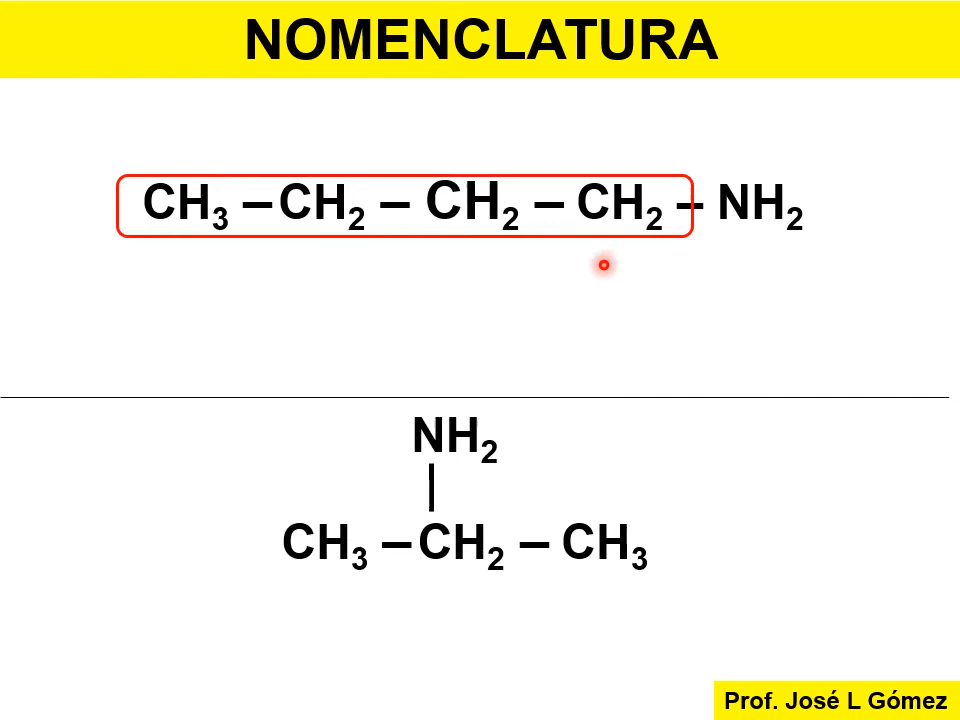 NOMENCLATURA
CH₃ – CH₂ – CH₂ – CH₂ – NH₂
NH₂
|
CH₃ – CH₂ – CH₃
Prof. José L Gómez